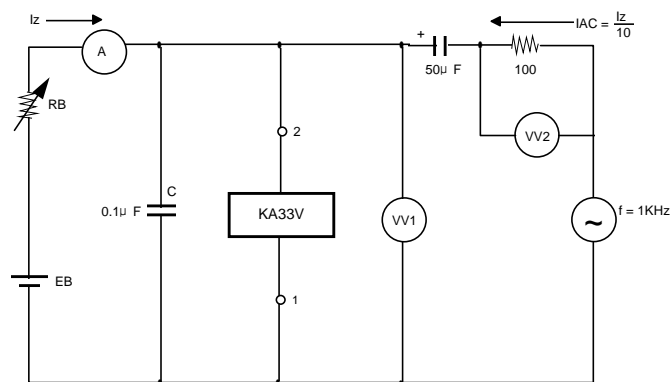 Iz
IAC = Iz/10
A
+
50μ F
100
RB
2
VV2
C
0.1μ F
KA33V
VV1
~
f = 1KHz
EB
1